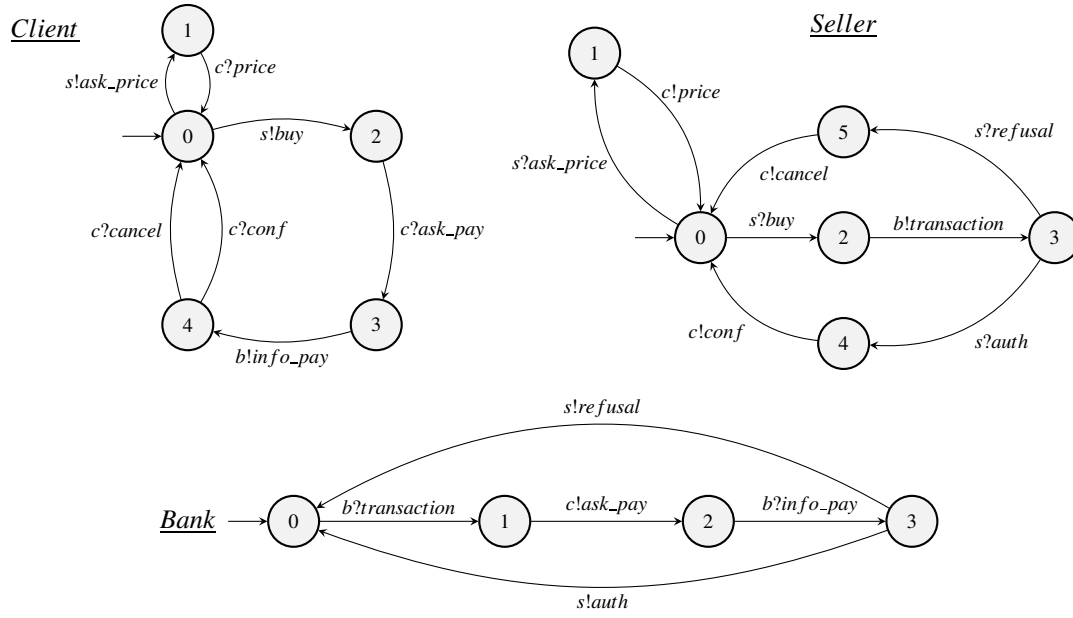 Client
1
s!ask_price
c?price
0
s!buy
2
c?cancel
c?conf
c?ask_pay
4
3
b!info_pay
Seller
1
c!price
s?ask_price
5
s?refusal
c!cancel
0
s?buy
2
b!transaction
3
c!conf
4
s?auth
s!refusal
Bank
0
b?transaction
1
c!ask_pay
2
b?info_pay
3
s!auth